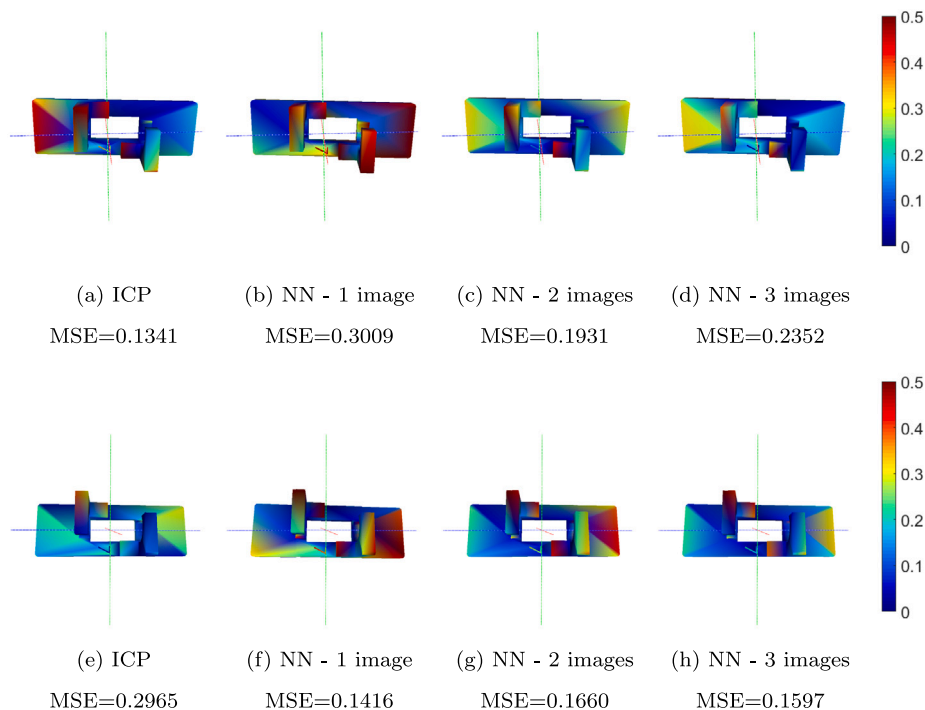 0.5
0.4
0.3
0.2
0.1
0
(a) ICP
(b) NN - 1 image
(c) NN - 2 images
(d) NN - 3 images
MSE=0.1341
MSE=0.3009
MSE=0.1931
MSE=0.2352
0.5
0.4
0.3
0.2
0.1
0
(e) ICP
(f) NN - 1 image
(g) NN - 2 images
(h) NN - 3 images
MSE=0.2965
MSE=0.1416
MSE=0.1660
MSE=0.1597